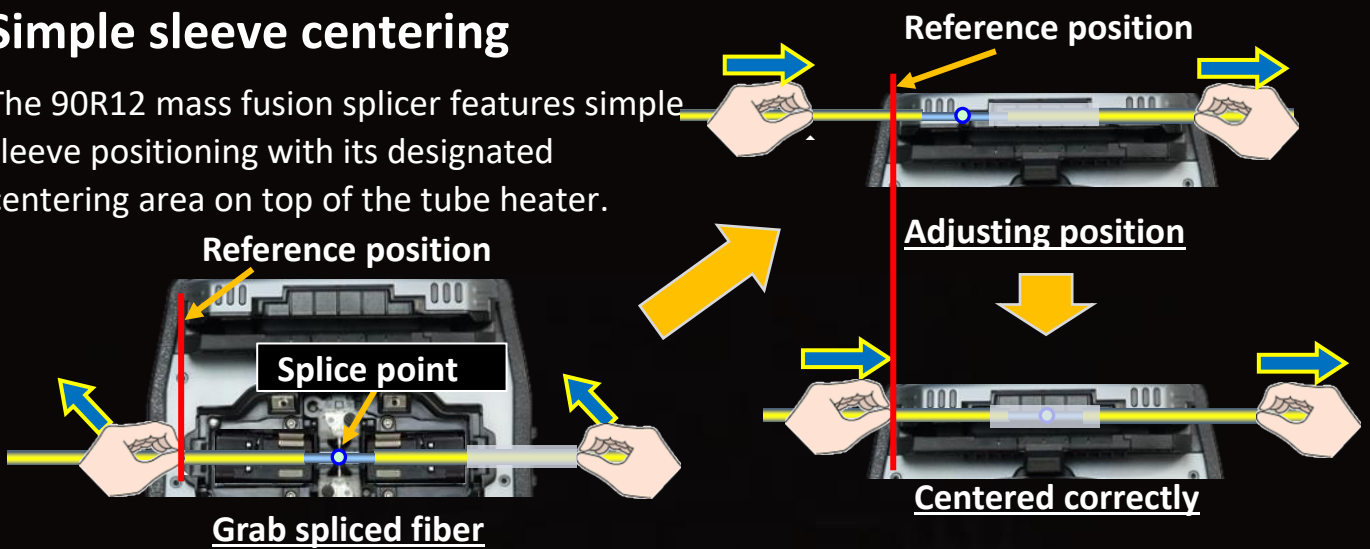 Simple sleeve centering
The 90R12 mass fusion splicer features simple
sleeve positioning with its designated
centering area on top of the tube heater.
Reference position
Splice point
Grab spliced fiber
Reference position
Adjusting position
Centered correctly